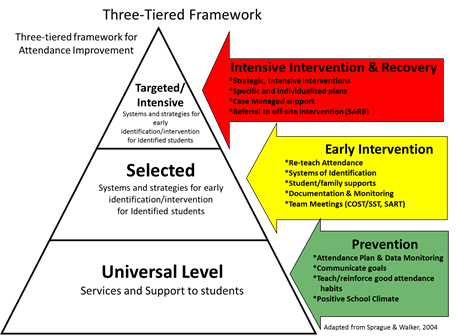 Three-Tiered Framework
Three-tiered framework for
Attendance Improvement
Targeted/
Intensive
Systems and strategies for
early
identification/intervention
for Identified students
Intensive Intervention & Recovery
*Strategic, Intensive Interventions
*Specific and individualized plans
*Case Managed support
*Referral to off-site intervention (SARB)
Selected
Systems and strategies for early
identification/intervention
for Identified students
Early Intervention
*Re-teach Attendance
*Systems of Identification
*Student/family supports
*Documentation & Monitoring
*Team Meetings (COST/SST, SART)
Universal Level
Services and Support to students
Prevention
*Attendance Plan & Data Monitoring
*Communicate goals
*Teach/reinforce good attendance
habits
*Positive School Climate
Adapted from Sprague & Walker, 2004